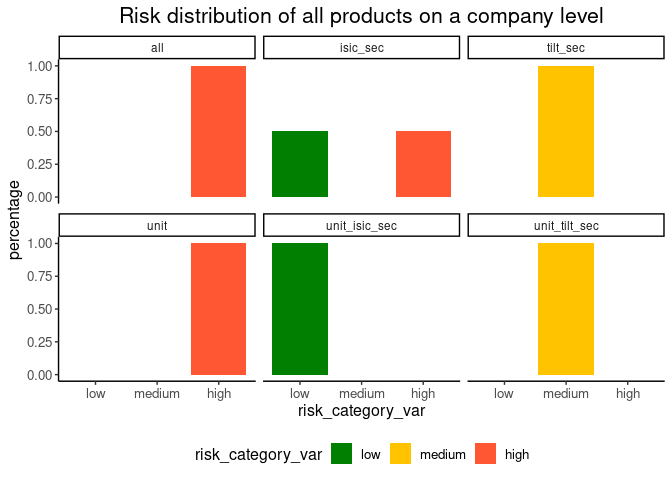 Risk distribution of all products on a company level
all isic_sec tilt_sec
1.00
0.75
0.50
0.25
0.00
percentage
unit unit_isic_sec unit_tilt_sec
1.00
0.75
0.50
0.25
0.00
low medium high low medium high low medium high
risk_category_var
risk_category_var low medium high